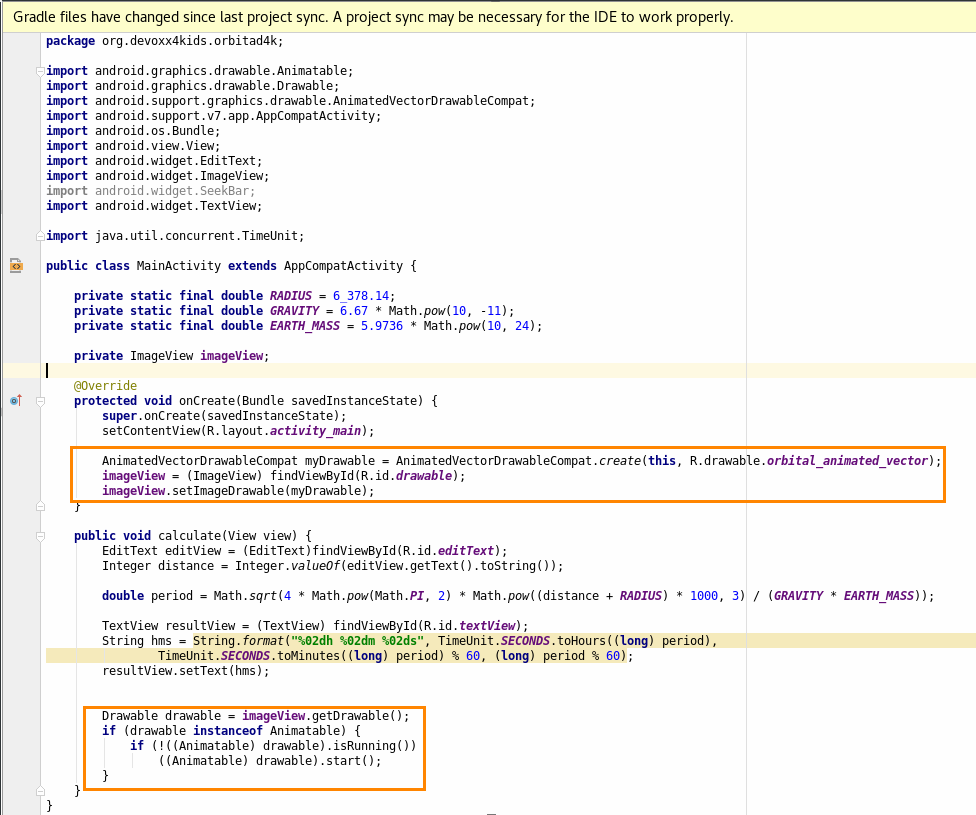 Gradle files have changed since last project sync. A project sync may be necessary for the IDE to work properly.
package org.devoxx4kids.orbitad4k;
import android.graphics.drawable.Animatable;
import android.graphics.drawable.Drawable;
import android.support.graphics.drawable.AnimatedVectorDrawableCompat;
import android.support.v7.app.AppCompatActivity;
import android.os.Bundle;
import android.view.View;
import android.widget.EditText;
import android.widget.ImageView;
import android.widget.SeekBar;
import android.widget.TextView;
import java.util.concurrent.TimeUnit;
public class MainActivity extends AppCompatActivity {
private static final double RADIUS = 6_378.14;
private static final double GRAVITY = 6.67 * Math.pow(10, -11);
private static final double EARTH_MASS = 5.9736 * Math.pow(10, 24);
private ImageView imageView;
@Override
protected void onCreate(Bundle savedInstanceState) {
super.onCreate(savedInstanceState);
setContentView(R.layout.activity_main);
AnimatedVectorDrawableCompat myDrawable = AnimatedVectorDrawableCompat.create(this, R.drawable.orbital_animated_vector);
imageView = (ImageView) findViewById(R.id.drawable);
imageView.setImageDrawable(myDrawable);
}
public void calculate(View view) {
EditText editView = (EditText)findViewById(R.id.editText);
Integer distance = Integer.valueOf(editView.getText().toString());
double period = Math.sqrt(4 * Math.pow(Math.PI, 2) * Math.pow((distance + RADIUS) * 1000, 3) / (GRAVITY * EARTH_MASS));
TextView resultView = (TextView) findViewById(R.id.textView);
String hms = String.format("%02dh %02dm %02ds", TimeUnit.SECONDS.toHours((long) period),
TimeUnit.SECONDS.toMinutes((long) period) % 60, (long) period % 60);
resultView.setText(hms);
Drawable drawable = imageView.getDrawable();
if (drawable instanceof Animatable) {
if (!((Animatable) drawable).isRunning())
((Animatable) drawable).start();
}
}
}